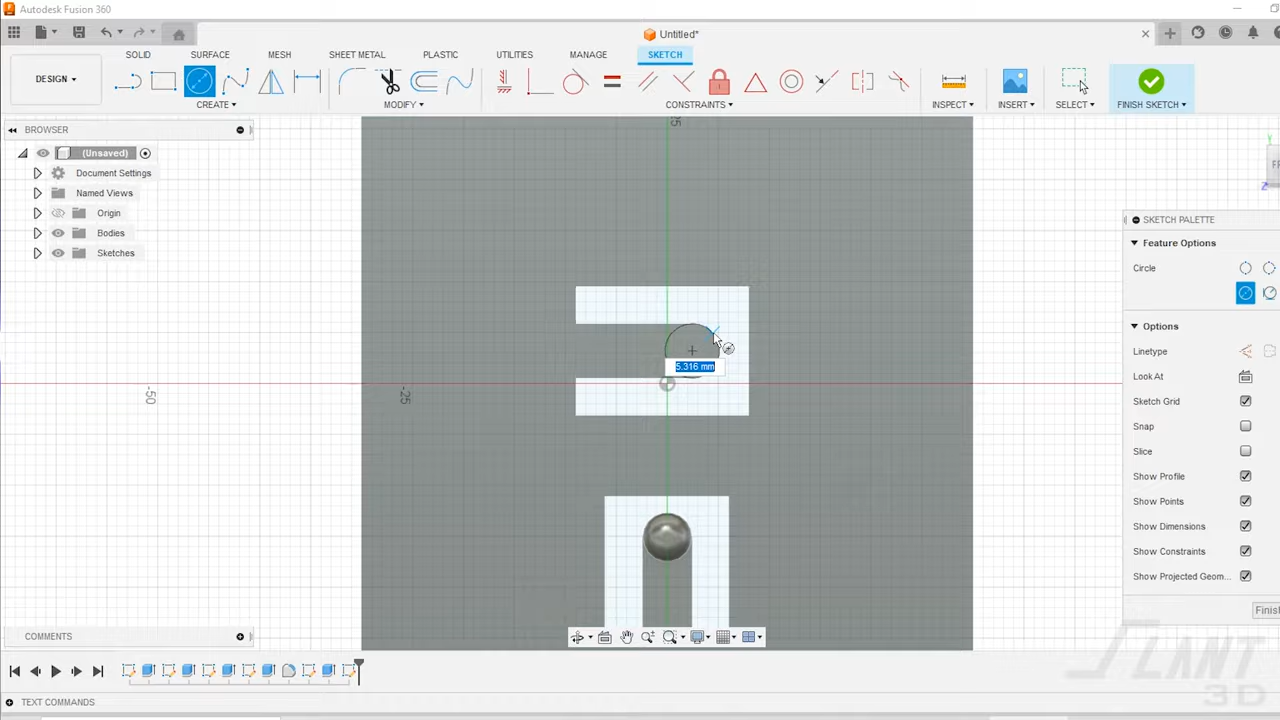 Autodesk Fusion 360
Untitled*
SOLID
SURFACE
MESH
SHEET METAL
PLASTIC
UTILITIES
MANAGE
SKETCH
DESIGN
CREATE
MODIFY
CONSTRAINTS
INSPECT
INSERT
SELECT
FINISH SKETCH
BROWSER
(Unsaved)
Document Settings
Named Views
Origin
Bodies
Sketches
25
-50
-25
5.316 mm
SKETCH PALETTE
Feature Options
Circle
Options
Linetype
Look At
Sketch Grid
Snap
Slice
Show Profile
Show Points
Show Dimensions
Show Constraints
Show Projected Geom...
Finish
COMMENTS
TEXT COMMANDS
SLANT
3D
Y
Z